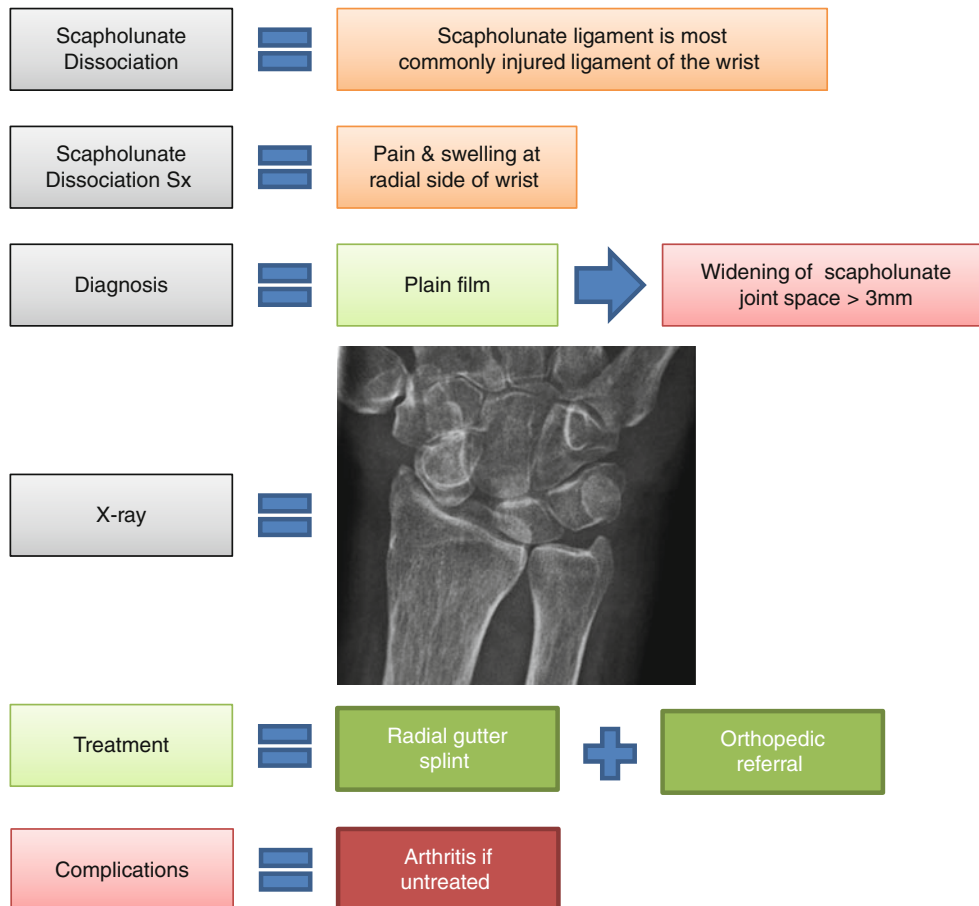 Scapholunate
Dissociation
Scapholunate ligament is most
commonly injured ligament of the wrist
Scapholunate
Dissociation Sx
Pain & swelling at
radial side of wrist
Diagnosis
Plain film
Widening of scapholunate
joint space > 3mm
X-ray
Treatment
Radial gutter
splint
Orthopedic
referral
Complications
Arthritis if
untreated